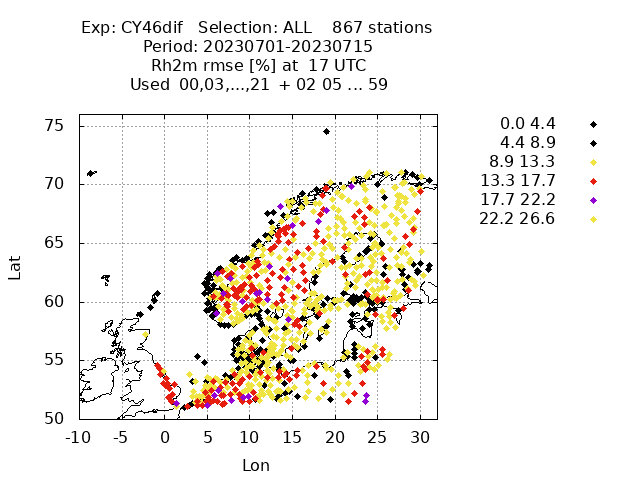 Exp: CY46dif   Selection: ALL    867 stations
Period: 20230701-20230715
Rh2m rmse [%] at  17 UTC
Used  00,03,...,21  + 02 05 ... 59
75
70
65
60
55
50
Lat
-10 -5 0 5 10 15 20 25 30
Lon
0.0 4.4
4.4 8.9
8.9 13.3
13.3 17.7
17.7 22.2
22.2 26.6